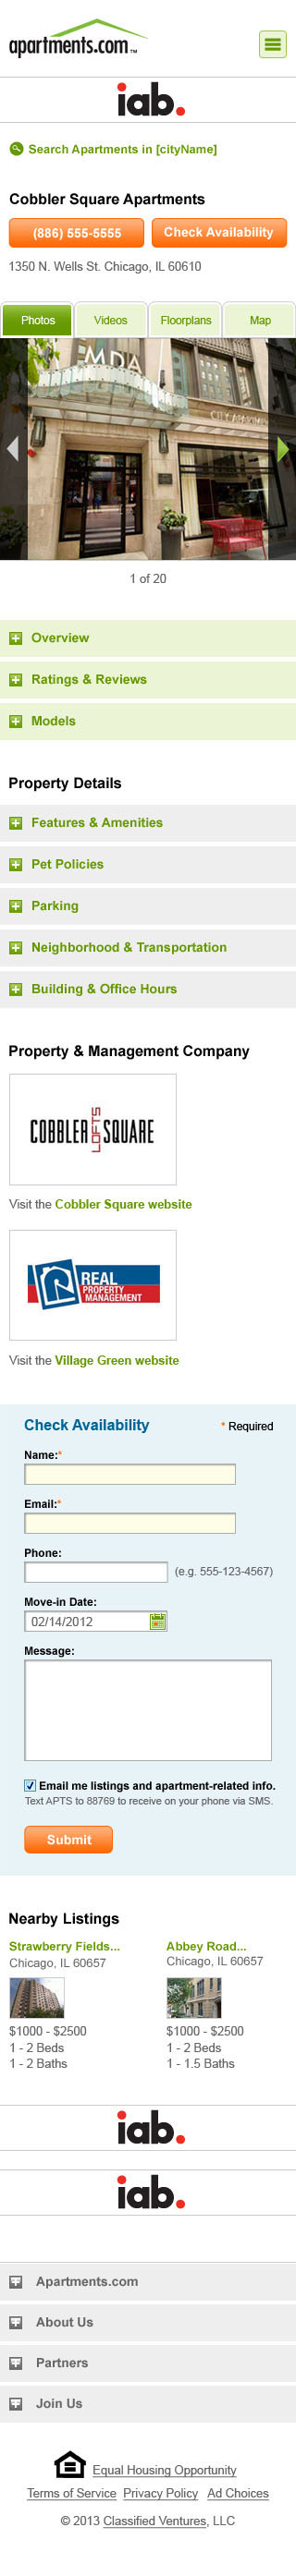 apartments.com™
iab.
Search Apartments in [cityName]
Cobbler Square Apartments
(886) 555-5555 Check Availability
1350 N. Wells St. Chicago, IL 60610
Photos Videos Floorplans Map
1 of 20
Overview
Ratings & Reviews
Models
Property Details
Features & Amenities
Pet Policies
Parking
Neighborhood & Transportation
Building & Office Hours
Property & Management Company
COBBLER LOFTS SQUARE
Visit the Cobbler Square website
REAL
PROPERTY
MANAGEMENT
Visit the Village Green website
Check Availability * Required
Name:*
Email:*
Phone:
(e.g. 555-123-4567)
Move-in Date:
02/14/2012
Message:
Email me listings and apartment-related info.
Text APTS to 88769 to receive on your phone via SMS.
Submit
Nearby Listings
Strawberry Fields... Abbey Road...
Chicago, IL 60657 Chicago, IL 60657
$1000 - $2500 $1000 - $2500
1 - 2 Beds 1 - 2 Beds
1 - 2 Baths 1 - 1.5 Baths
iab.
iab.
Apartments.com
About Us
Partners
Join Us
Equal Housing Opportunity
Terms of Service Privacy Policy Ad Choices
© 2013 Classified Ventures, LLC